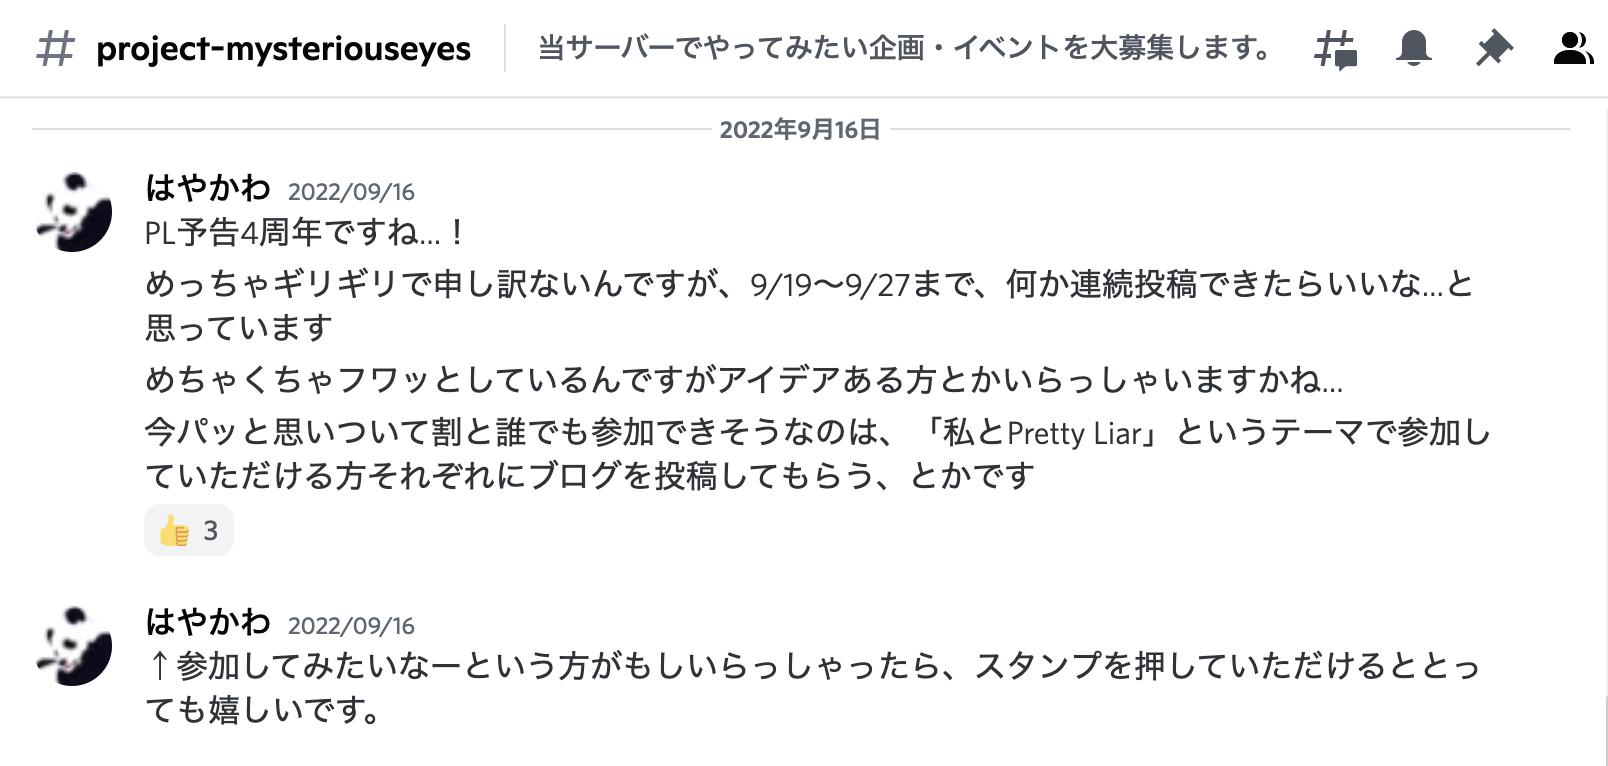 # project-mysteriouseyes 当サーバーでやってみたい企画・イベントを大募集します。
2022年9月16日
はやかわ 2022/09/16
PL予告4周年ですね...！
めっちゃギリギリで申し訳ないんですが、9/19〜9/27まで、何か連続投稿できたらいいな...と
思っています
めちゃくちゃフワッとしているんですがアイデアある方とかいらっしゃいますかね...
今パッと思いついて割と誰でも参加できそうなのは、「私とPretty Liar」というテーマで参加し
ていただける方それぞれにブログを投稿してもらう、とかです
👍 3
はやかわ 2022/09/16
↑参加してみたいなーという方がもしいらっしゃったら、スタンプを押していただけるととっ
ても嬉しいです。